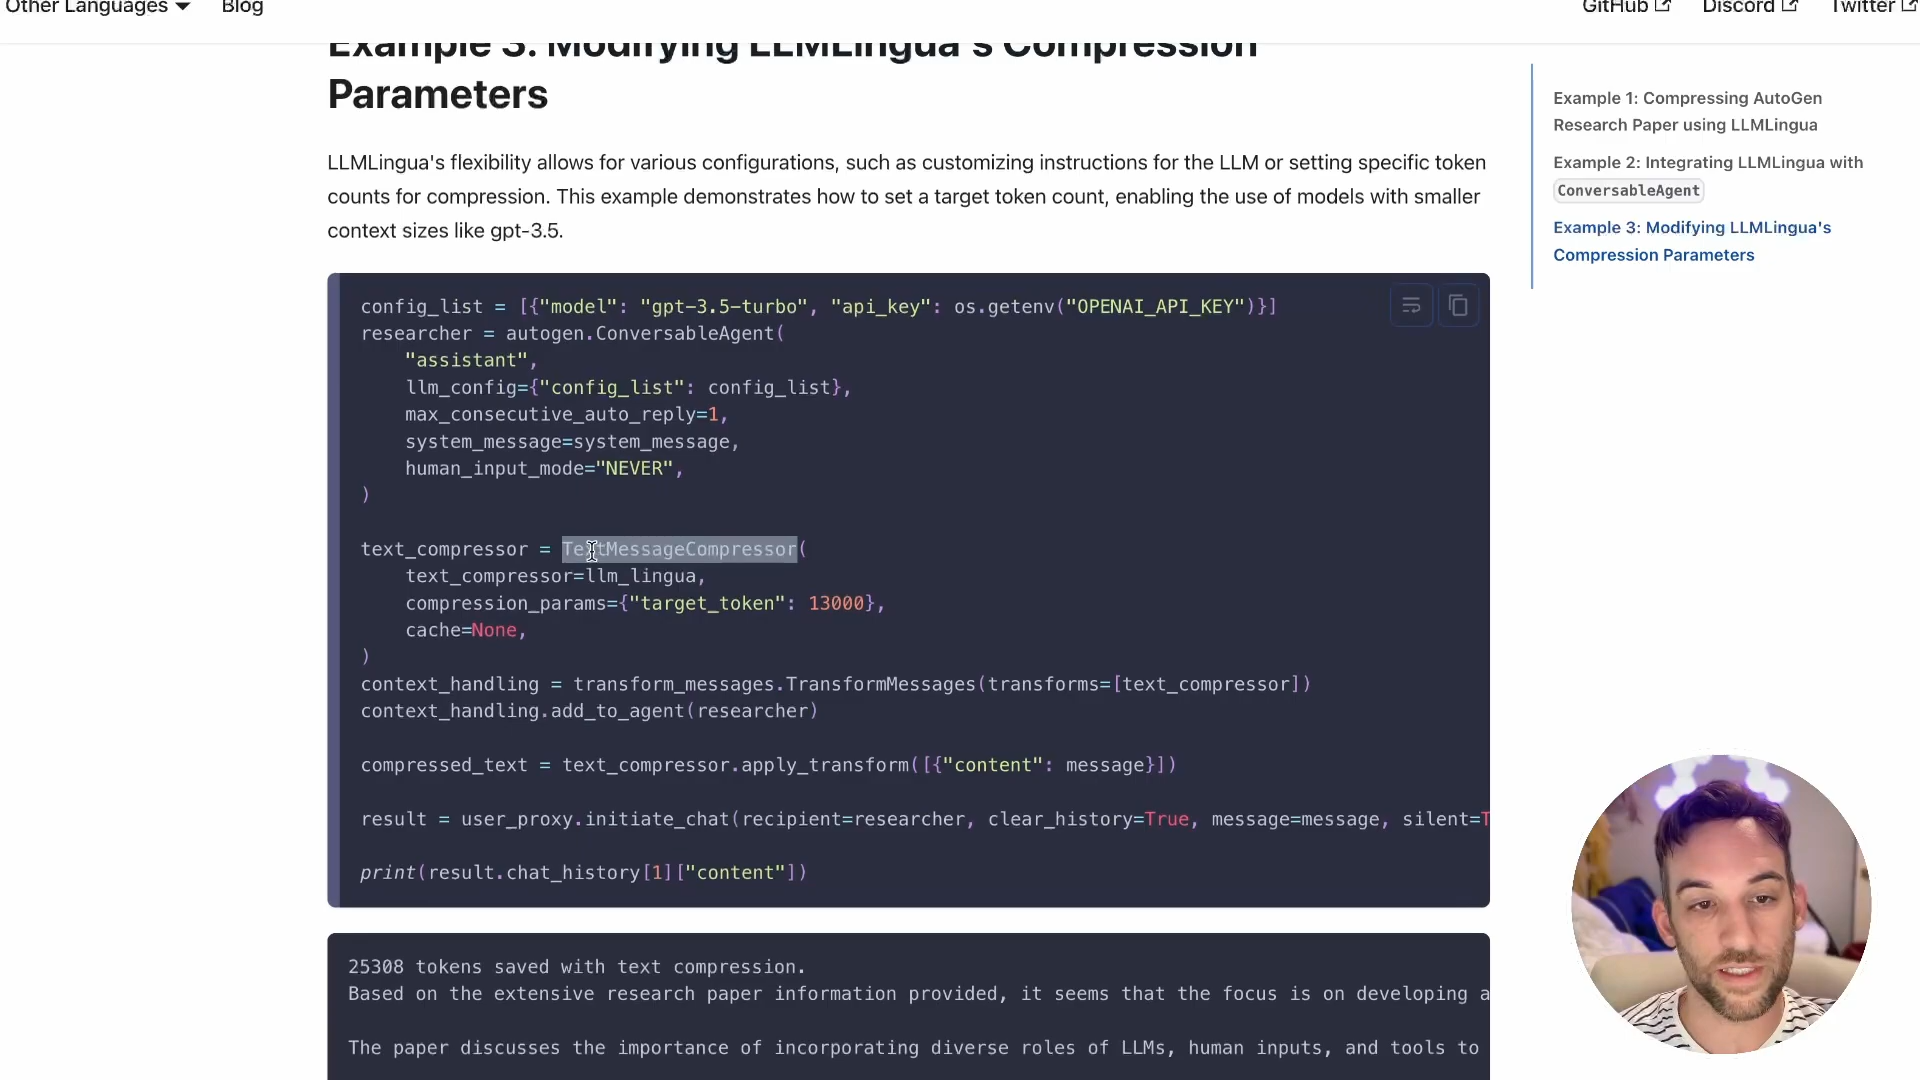 Other Languages
Blog
GitHub
Discord
Twitter
Example 3: Modifying LLMLingua's Compression
Parameters
LLMLingua's flexibility allows for various configurations, such as customizing instructions for the LLM or setting specific token
counts for compression. This example demonstrates how to set a target token count, enabling the use of models with smaller
context sizes like gpt-3.5.
config_list = [{"model": "gpt-3.5-turbo", "api_key": os.getenv("OPENAI_API_KEY")}]
researcher = autogen.ConversableAgent(
    "assistant",
    llm_config={"config_list": config_list},
    max_consecutive_auto_reply=1,
    system_message=system_message,
    human_input_mode="NEVER",
)
text_compressor = TextMessageCompressor(
    text_compressor=llm_lingua,
    compression_params={"target_token": 13000},
    cache=None,
)
context_handling = transform_messages.TransformMessages(transforms=[text_compressor])
context_handling.add_to_agent(researcher)
compressed_text = text_compressor.apply_transform([{"content": message}])
result = user_proxy.initiate_chat(recipient=researcher, clear_history=True, message=message, silent=T
print(result.chat_history[1]["content"])
25308 tokens saved with text compression.
Based on the extensive research paper information provided, it seems that the focus is on developing a
The paper discusses the importance of incorporating diverse roles of LLMs, human inputs, and tools to
Example 1: Compressing AutoGen
Research Paper using LLMLingua
Example 2: Integrating LLMLingua with
ConversableAgent
Example 3: Modifying LLMLingua's
Compression Parameters